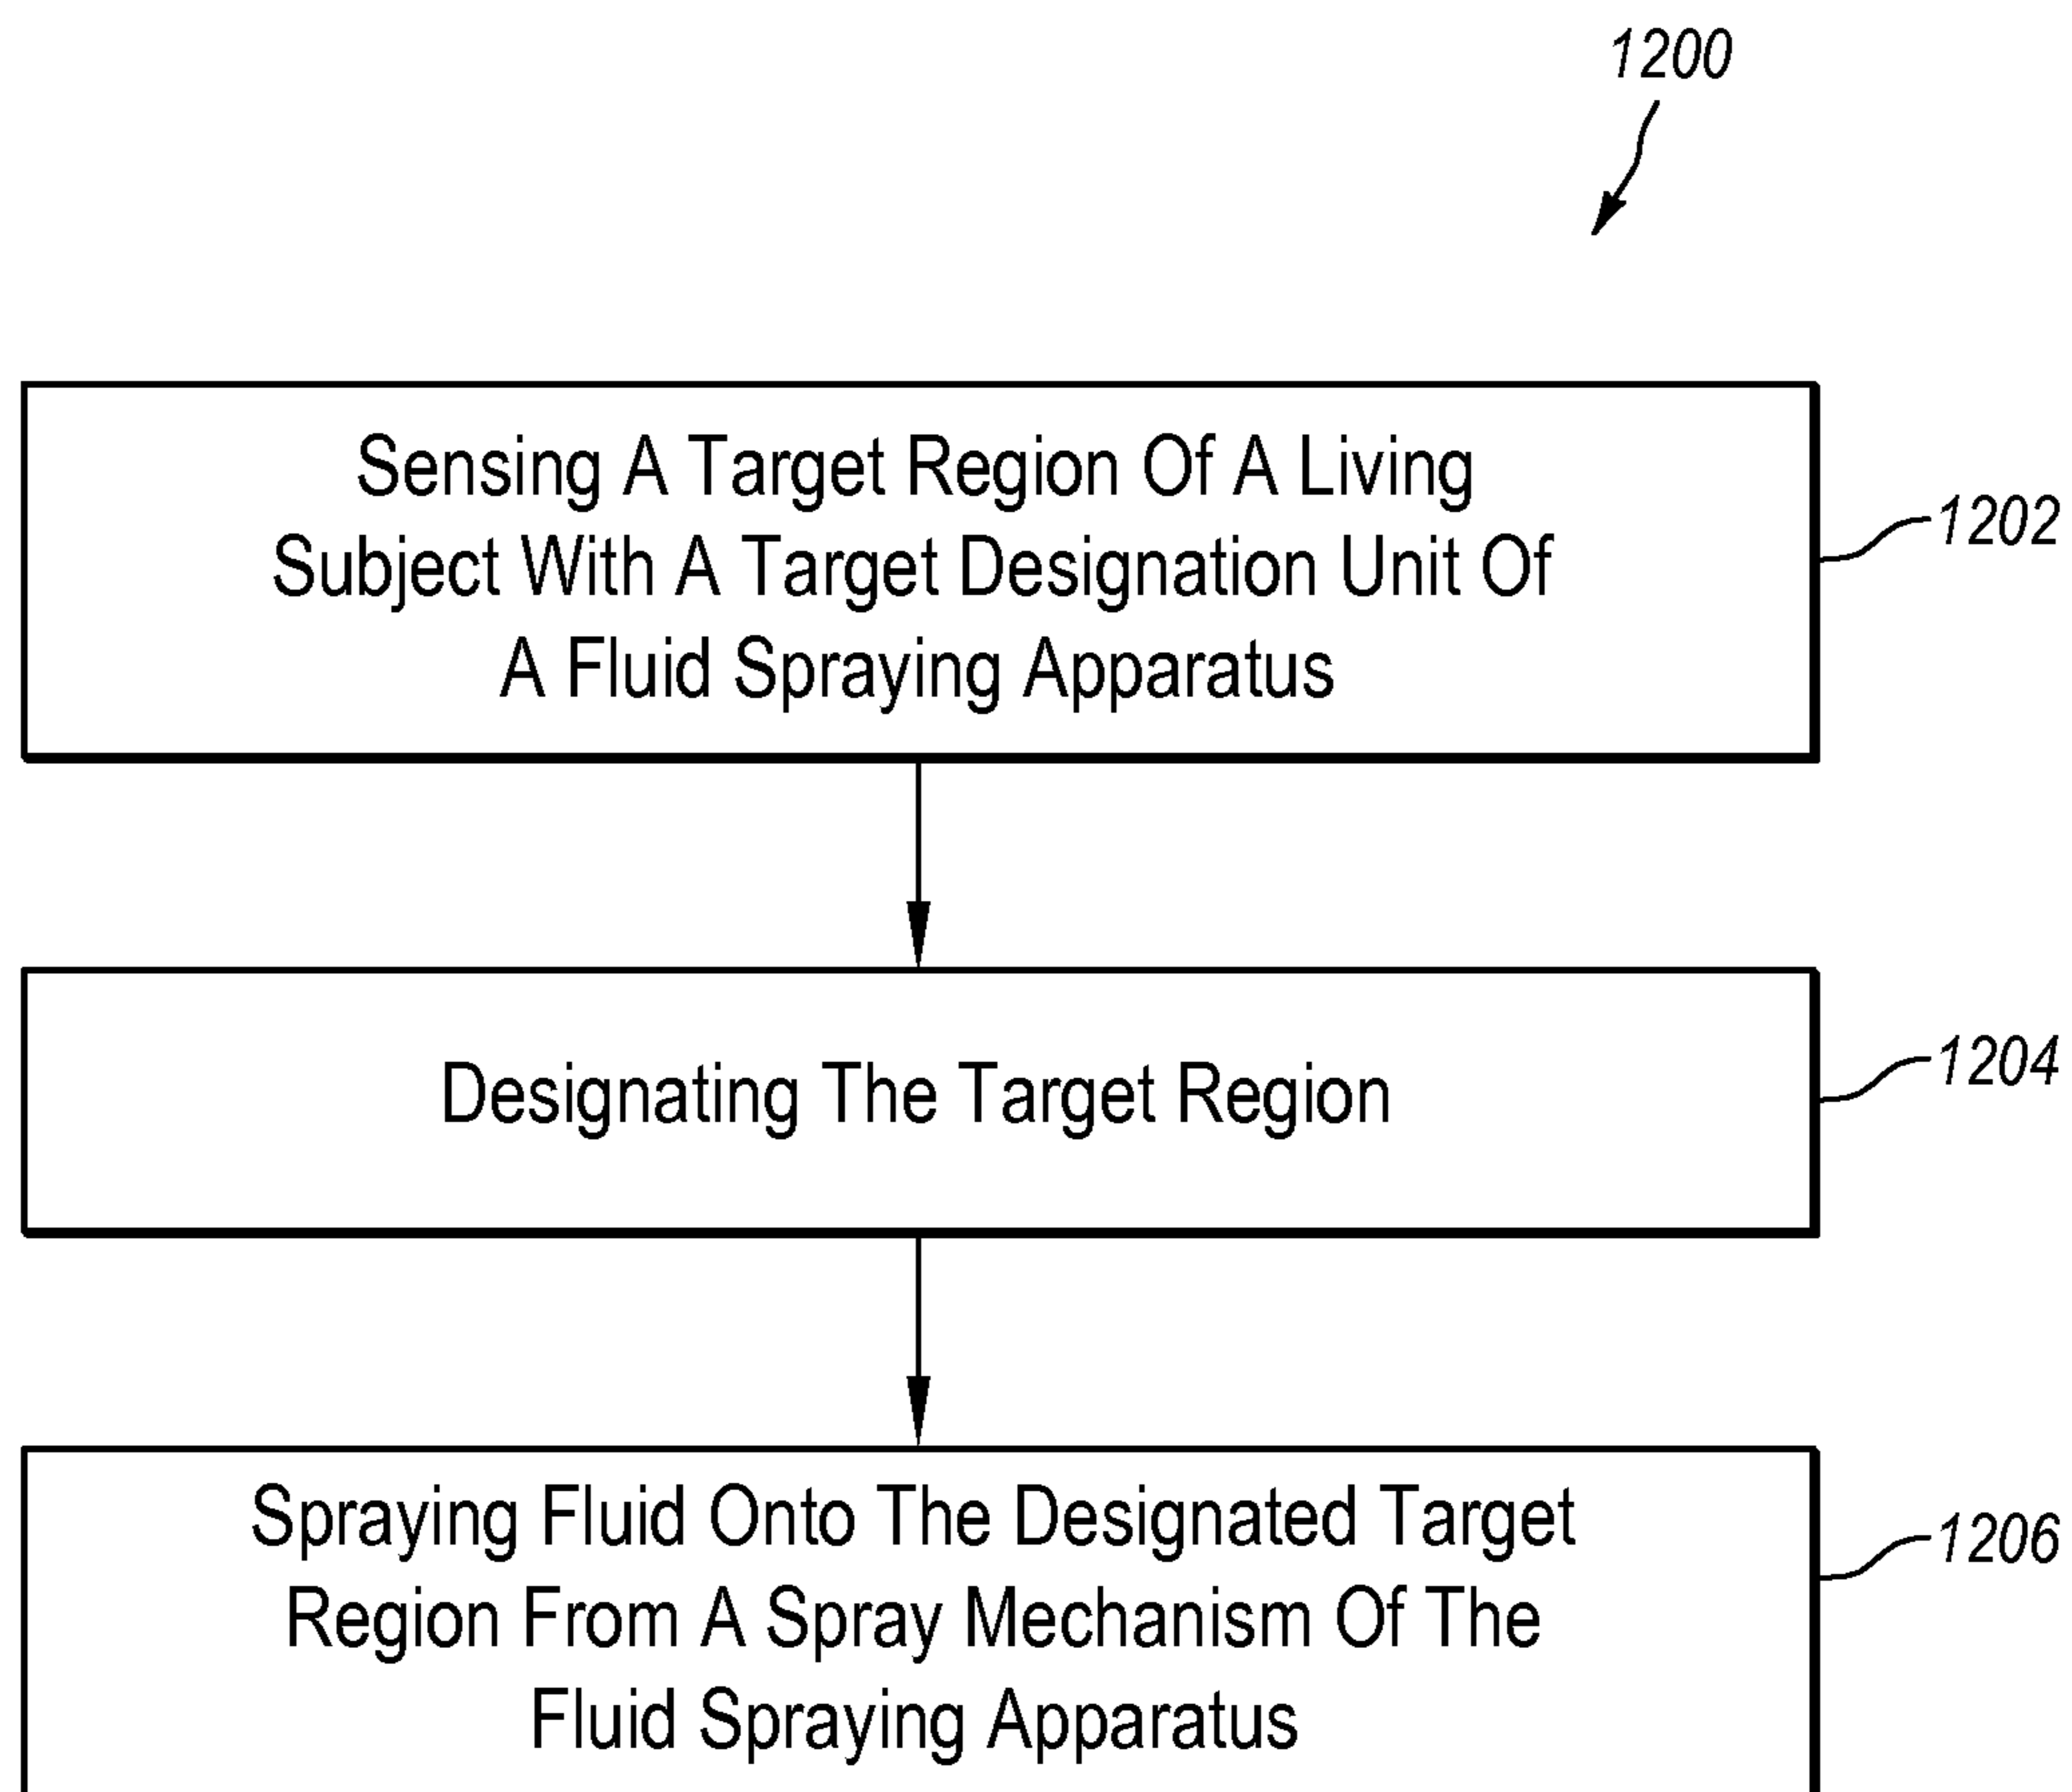 1200
Sensing A Target Region Of A Living
Subject With A Target Designation Unit Of
A Fluid Spraying Apparatus
1202
Designating The Target Region
1204
Spraying Fluid Onto The Designated Target
Region From A Spray Mechanism Of The
Fluid Spraying Apparatus
1206